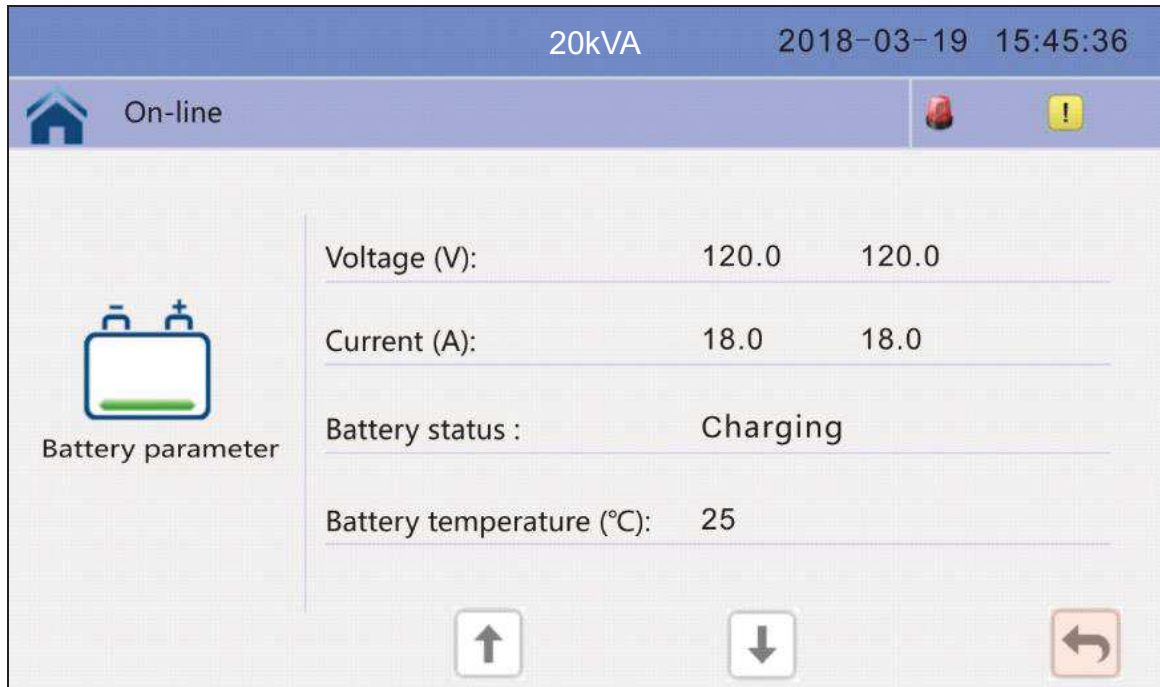 20kVA 2018-03-19 15:45:36
On-line !
Voltage (V): 120.0 120.0
Current (A): 18.0 18.0
Battery parameter
Battery status : Charging
Battery temperature (℃): 25